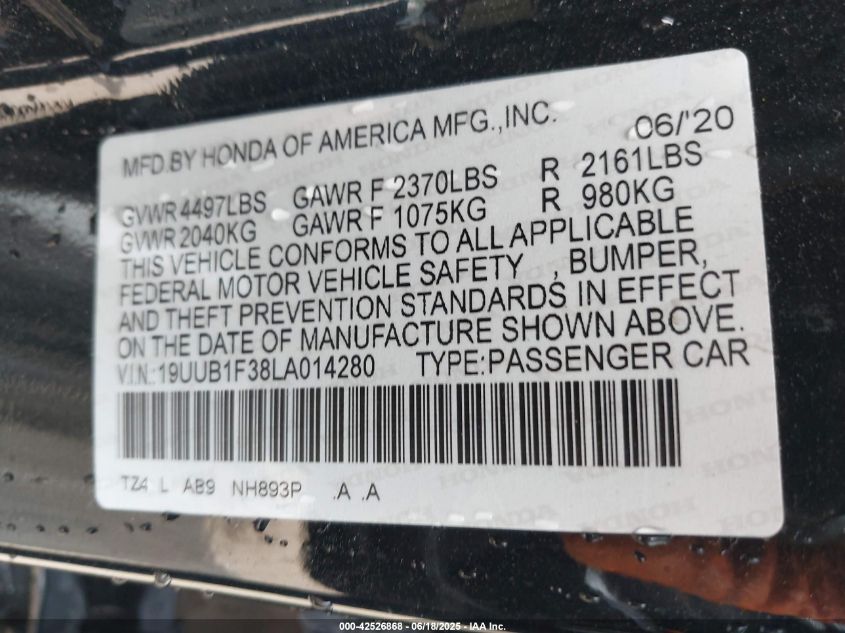 MFD.BY HONDA OF AMERICA MFG.,INC. 06/'20
GVWR 4497LBS GAWR F 2370LBS R 2161LBS
GVWR 2040KG GAWR F 1075KG R 980KG
THIS VEHICLE CONFORMS TO ALL APPLICABLE
FEDERAL MOTOR VEHICLE SAFETY , BUMPER,
AND THEFT PREVENTION STANDARDS IN EFFECT
ON THE DATE OF MANUFACTURE SHOWN ABOVE.
V.I.N.:19UUB1F38LA014280 TYPE:PASSENGER CAR
TZ4 L AB9 NH893P .A .A
HONDA HONDA HONDA
000-42526868 - 06/18/2025 - IAA Inc.